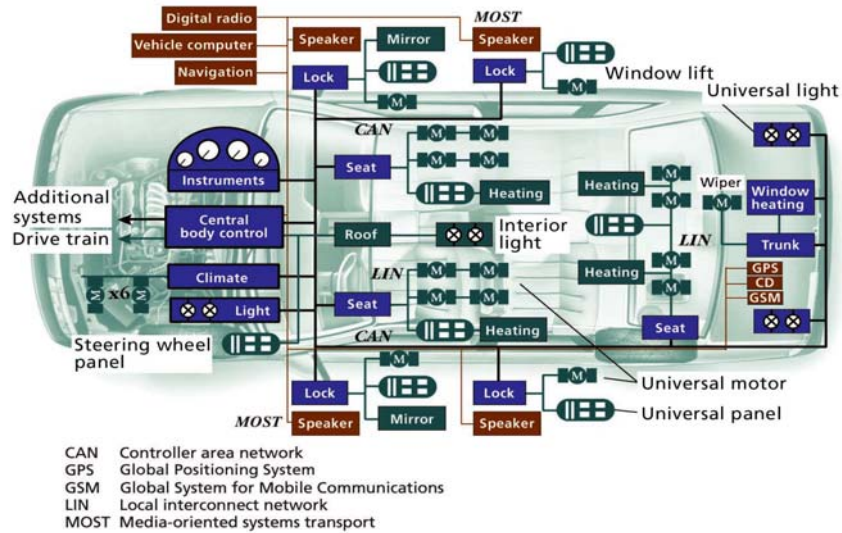 Digital radio
MOST
Vehicle computer
Speaker
Mirror
Speaker
Navigation
Lock
Lock
Window lift
M
M
Universal light
CAN
M
M
Instruments
Seat
M
M
M
Heating
Heating
M
Wiper
M
Window heating
Additional systems
Central body control
Drive train
Roof
Interior light
LIN
Trunk
LIN
M
M
M
GPS
Climate
Heating
CD
M
x6
M
Seat
M
M
GSM
Light
CAN
Heating
Seat
Steering wheel panel
M
M
Universal motor
Lock
Lock
Universal panel
MOST
Speaker
Mirror
Speaker
CAN Controller area network
GPS Global Positioning System
GSM Global System for Mobile Communications
LIN Local interconnect network
MOST Media-oriented systems transport